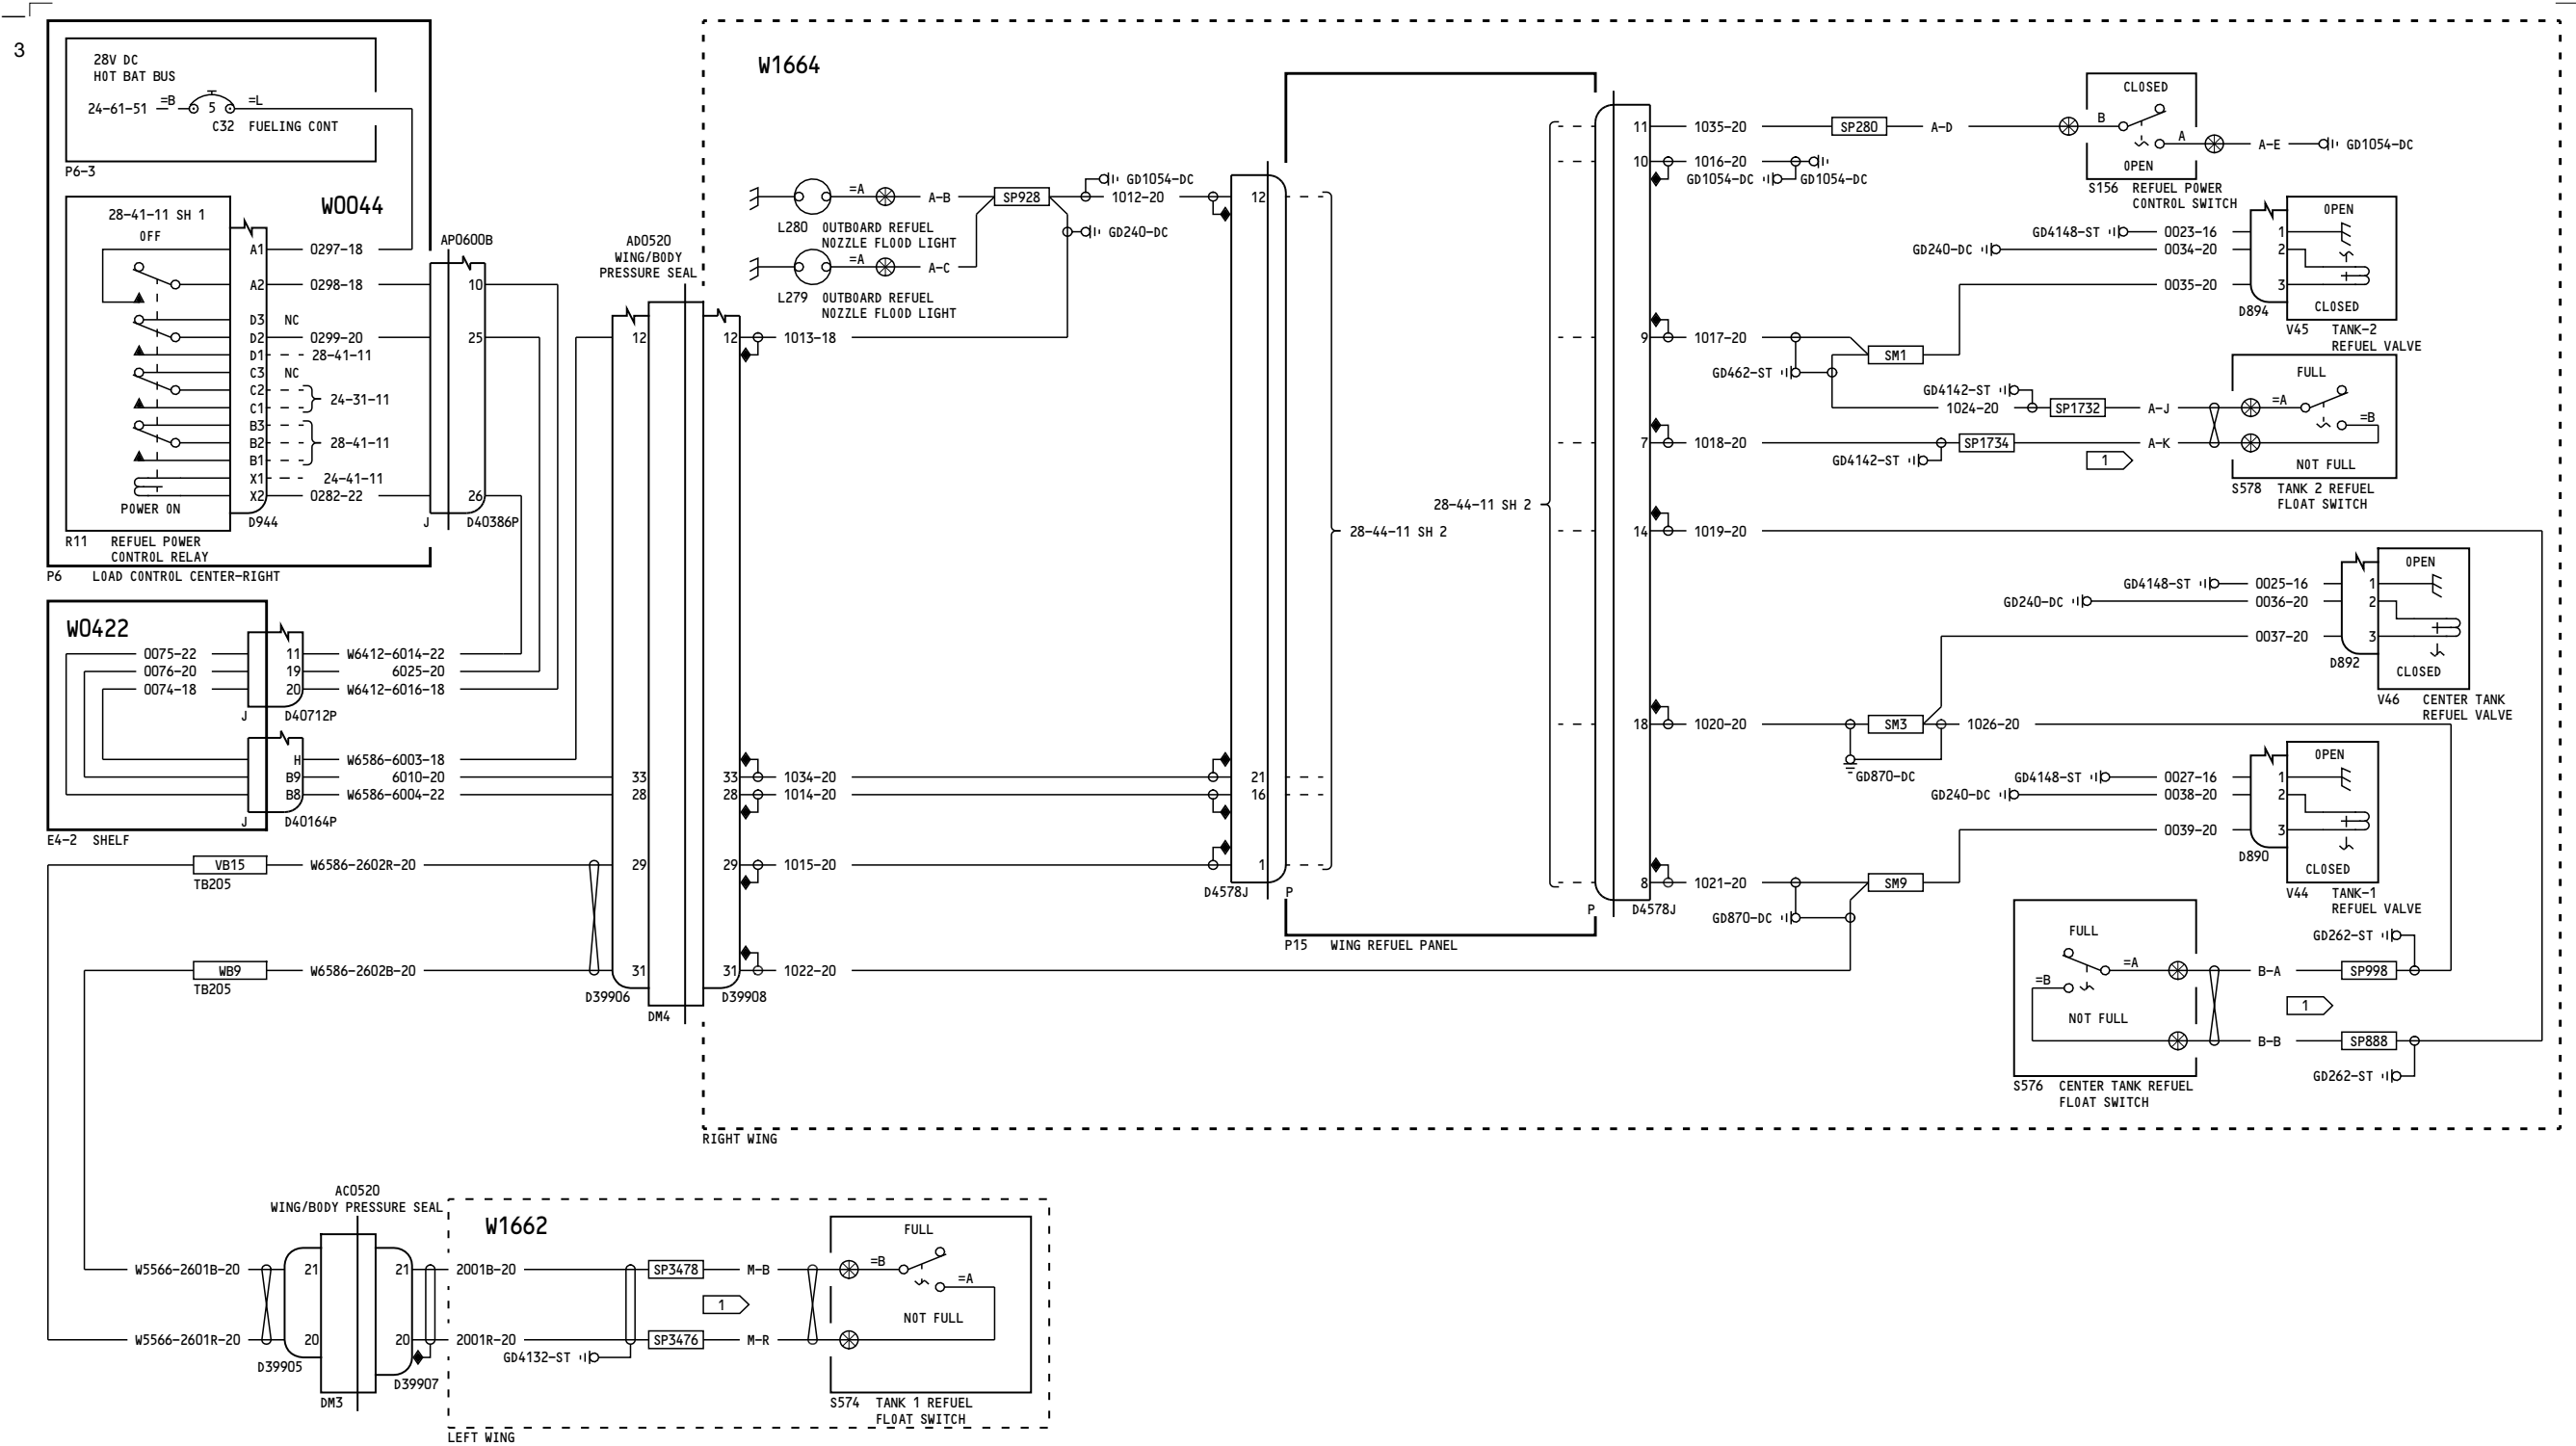 3
28V DC
HOT BAT BUS
24-61-51 =B 5 =L
C32 FUELING CONT
P6-3
W0044
28-41-11 SH 1
OFF
A1 0297-18
A2 0298-18
D3 NC
D2 0299-20
D1 28-41-11
C3 NC
C2
C1
24-31-11
B3
B2
B1
28-41-11
X1 24-41-11
X2 0282-22
POWER ON
D944
R11 REFUEL POWER
CONTROL RELAY
P6 LOAD CONTROL CENTER-RIGHT
AP0600B
10
25
26
J D40386P
W0422
0075-22 11 W6412-6014-22
0076-20 19 6025-20
0074-18 20 W6412-6016-18
J D40712P
H W6586-6003-18
B9 6010-20
B8 W6586-6004-22
J D40164P
E4-2 SHELF
VB15 W6586-2602R-20
TB205
WB9 W6586-2602B-20
TB205
AD0520
WING/BODY
PRESSURE SEAL
12 12 1013-18
33 33 1034-20
28 28 1014-20
29 29 1015-20
31 31 1022-20
D39906 D39908
DM4
W1664
L280 OUTBOARD REFUEL
NOZZLE FLOOD LIGHT
=A A-B SP928
GD1054-DC
1012-20 12
GD240-DC
=A A-C
L279 OUTBOARD REFUEL
NOZZLE FLOOD LIGHT
21
16
1
D4578J P
28-44-11 SH 2
28-44-11 SH 2
P15 WING REFUEL PANEL
P D4578J
11 1035-20 SP280 A-D
CLOSED
B
A
OPEN
A-E GD1054-DC
S156 REFUEL POWER
CONTROL SWITCH
10 1016-20
GD1054-DC GD1054-DC
GD4148-ST 0023-16 1
GD240-DC 0034-20 2
0035-20 3
D894
OPEN
CLOSED
V45 TANK-2
REFUEL VALVE
9 1017-20 SM1
GD462-ST
GD4142-ST
1024-20 SP1732 A-J
7 1018-20 SP1734 A-K
GD4142-ST
1
FULL
=A
=B
NOT FULL
S578 TANK 2 REFUEL
FLOAT SWITCH
14 1019-20
GD4148-ST 0025-16 1
GD240-DC 0036-20 2
0037-20 3
D892
OPEN
CLOSED
V46 CENTER TANK
REFUEL VALVE
18 1020-20 SM3 1026-20
GD870-DC
GD4148-ST 0027-16 1
GD240-DC 0038-20 2
0039-20 3
D890
OPEN
CLOSED
V44 TANK-1
REFUEL VALVE
8 1021-20 SM9
GD870-DC
FULL
=A
=B
NOT FULL
GD262-ST
B-A SP998
1
B-B SP888
GD262-ST
S576 CENTER TANK REFUEL
FLOAT SWITCH
RIGHT WING
AC0520
WING/BODY PRESSURE SEAL
W5566-2601B-20 21 21 2001B-20
W5566-2601R-20 20 20 2001R-20
D39905 D39907
DM3
W1662
SP3478 M-B
1
SP3476 M-R
GD4132-ST
FULL
=B
=A
NOT FULL
S574 TANK 1 REFUEL
FLOAT SWITCH
LEFT WING